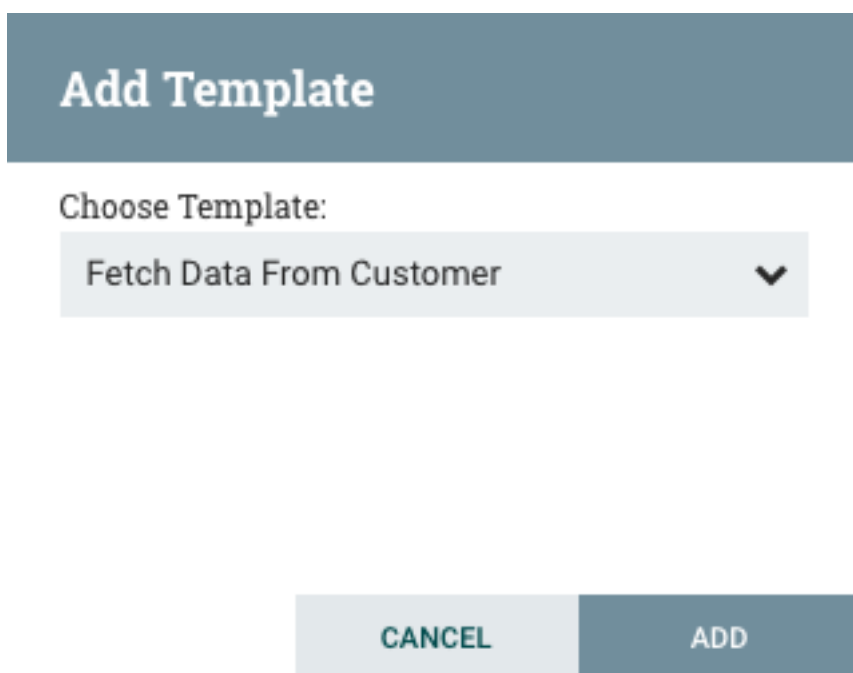 Add Template
Choose Template:
Fetch Data From Customer
CANCEL ADD